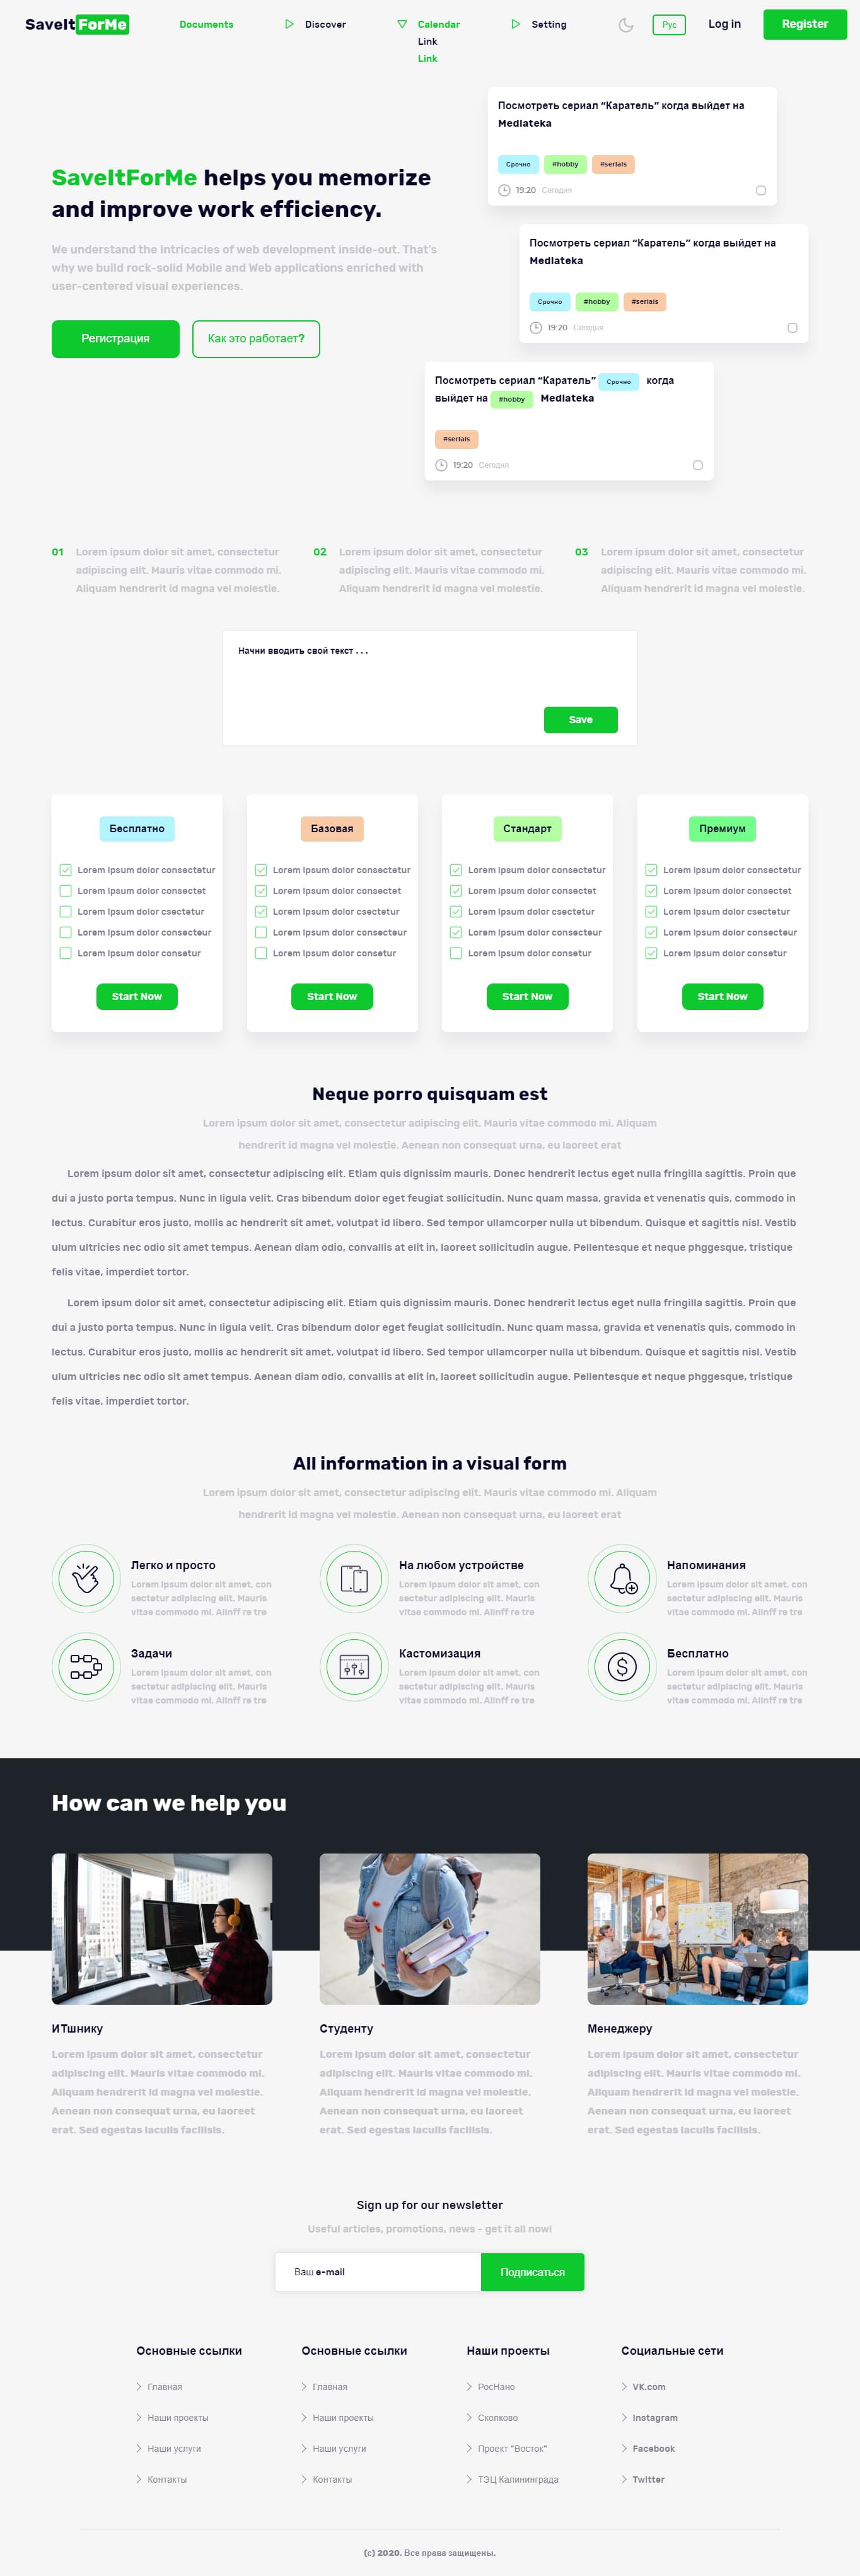 SaveItForMe
Documents
Discover
Calendar
Link
Link
Setting
Рус
Log in
Register
SaveItForMe helps you memorize
and improve work efficiency.
We understand the intricacies of web development inside-out. That's
why we build rock-solid Mobile and Web applications enriched with
user-centered visual experiences.
Регистрация
Как это работает?
Посмотреть сериал “Каратель” когда выйдет на
Mediateka
Срочно #hobby #serials
19:20 Сегодня
Посмотреть сериал “Каратель” когда выйдет на
Mediateka
Срочно #hobby #serials
19:20 Сегодня
Посмотреть сериал “Каратель” Срочно когда
выйдет на #hobby Mediateka
#serials
19:20 Сегодня
01
Lorem ipsum dolor sit amet, consectetur
adipiscing elit. Mauris vitae commodo mi.
Aliquam hendrerit id magna vel molestie.
02
Lorem ipsum dolor sit amet, consectetur
adipiscing elit. Mauris vitae commodo mi.
Aliquam hendrerit id magna vel molestie.
03
Lorem ipsum dolor sit amet, consectetur
adipiscing elit. Mauris vitae commodo mi.
Aliquam hendrerit id magna vel molestie.
Начни вводить свой текст . . .
Save
Бесплатно
Lorem ipsum dolor consectetur
Lorem ipsum dolor consectet
Lorem ipsum dolor csectetur
Lorem ipsum dolor consecteur
Lorem ipsum dolor consetur
Start Now
Базовая
Lorem ipsum dolor consectetur
Lorem ipsum dolor consectet
Lorem ipsum dolor csectetur
Lorem ipsum dolor consecteur
Lorem ipsum dolor consetur
Start Now
Стандарт
Lorem ipsum dolor consectetur
Lorem ipsum dolor consectet
Lorem ipsum dolor csectetur
Lorem ipsum dolor consecteur
Lorem ipsum dolor consetur
Start Now
Премиум
Lorem ipsum dolor consectetur
Lorem ipsum dolor consectet
Lorem ipsum dolor csectetur
Lorem ipsum dolor consecteur
Lorem ipsum dolor consetur
Start Now
Neque porro quisquam est
Lorem ipsum dolor sit amet, consectetur adipiscing elit. Mauris vitae commodo mi. Aliquam
hendrerit id magna vel molestie. Aenean non consequat urna, eu laoreet erat
Lorem ipsum dolor sit amet, consectetur adipiscing elit. Etiam quis dignissim mauris. Donec hendrerit lectus eget nulla fringilla sagittis. Proin que
dui a justo porta tempus. Nunc in ligula velit. Cras bibendum dolor eget feugiat sollicitudin. Nunc quam massa, gravida et venenatis quis, commodo in
lectus. Curabitur eros justo, mollis ac hendrerit sit amet, volutpat id libero. Sed tempor ullamcorper nulla ut bibendum. Quisque et sagittis nisl. Vestib
ulum ultricies nec odio sit amet tempus. Aenean diam odio, convallis at elit in, laoreet sollicitudin augue. Pellentesque et neque phggesque, tristique
felis vitae, imperdiet tortor.
Lorem ipsum dolor sit amet, consectetur adipiscing elit. Etiam quis dignissim mauris. Donec hendrerit lectus eget nulla fringilla sagittis. Proin que
dui a justo porta tempus. Nunc in ligula velit. Cras bibendum dolor eget feugiat sollicitudin. Nunc quam massa, gravida et venenatis quis, commodo in
lectus. Curabitur eros justo, mollis ac hendrerit sit amet, volutpat id libero. Sed tempor ullamcorper nulla ut bibendum. Quisque et sagittis nisl. Vestib
ulum ultricies nec odio sit amet tempus. Aenean diam odio, convallis at elit in, laoreet sollicitudin augue. Pellentesque et neque phggesque, tristique
felis vitae, imperdiet tortor.
All information in a visual form
Lorem ipsum dolor sit amet, consectetur adipiscing elit. Mauris vitae commodo mi. Aliquam
hendrerit id magna vel molestie. Aenean non consequat urna, eu laoreet erat
Легко и просто
Lorem ipsum dolor sit amet, con
sectetur adipiscing elit. Mauris
vitae commodo mi. Alinff re tre
На любом устройстве
Lorem ipsum dolor sit amet, con
sectetur adipiscing elit. Mauris
vitae commodo mi. Alinff re tre
Напоминания
Lorem ipsum dolor sit amet, con
sectetur adipiscing elit. Mauris
vitae commodo mi. Alinff re tre
Задачи
Lorem ipsum dolor sit amet, con
sectetur adipiscing elit. Mauris
vitae commodo mi. Alinff re tre
Кастомизация
Lorem ipsum dolor sit amet, con
sectetur adipiscing elit. Mauris
vitae commodo mi. Alinff re tre
Бесплатно
Lorem ipsum dolor sit amet, con
sectetur adipiscing elit. Mauris
vitae commodo mi. Alinff re tre
How can we help you
ИТшнику
Lorem ipsum dolor sit amet, consectetur
adipiscing elit. Mauris vitae commodo mi.
Aliquam hendrerit id magna vel molestie.
Aenean non consequat urna, eu laoreet
erat. Sed egestas iaculis facilisis.
Студенту
Lorem ipsum dolor sit amet, consectetur
adipiscing elit. Mauris vitae commodo mi.
Aliquam hendrerit id magna vel molestie.
Aenean non consequat urna, eu laoreet
erat. Sed egestas iaculis facilisis.
Менеджеру
Lorem ipsum dolor sit amet, consectetur
adipiscing elit. Mauris vitae commodo mi.
Aliquam hendrerit id magna vel molestie.
Aenean non consequat urna, eu laoreet
erat. Sed egestas iaculis facilisis.
Sign up for our newsletter
Useful articles, promotions, news - get it all now!
Ваш e-mail
Подписаться
Основные ссылки
Главная
Наши проекты
Наши услуги
Контакты
Основные ссылки
Главная
Наши проекты
Наши услуги
Контакты
Наши проекты
РосНано
Сколково
Проект "Восток"
ТЭЦ Калининграда
Социальные сети
VK.com
Instagram
Facebook
Twitter
(с) 2020. Все права защищены.